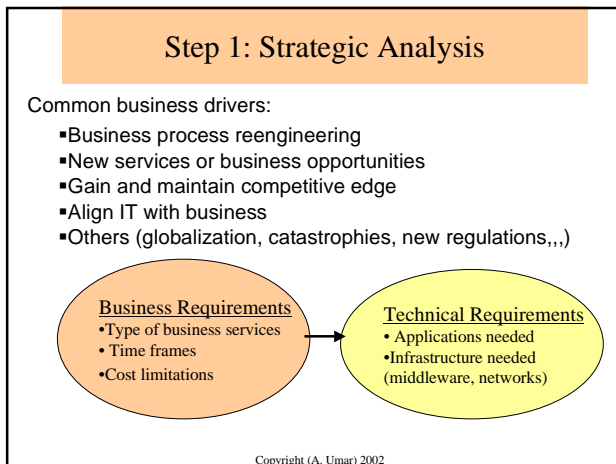 Step 1: Strategic Analysis
Common business drivers:
▪Business process reengineering
▪New services or business opportunities
▪Gain and maintain competitive edge
▪Align IT with business
▪Others (globalization, catastrophies, new regulations,,,)
Business Requirements
•Type of business services
• Time frames
•Cost limitations
Technical Requirements
• Applications needed
•Infrastructure needed
(middleware, networks)
Copyright (A. Umar) 2002